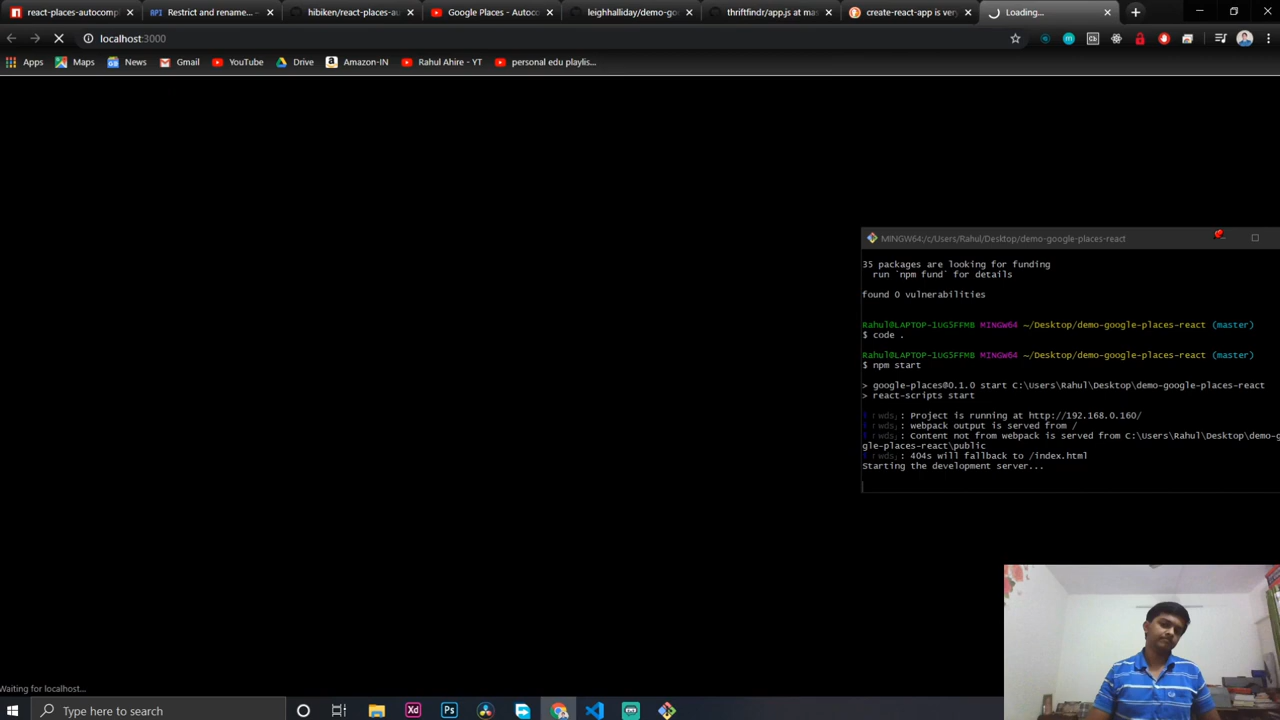 react-places-autocompl
API Restrict and rename...
hibiken/react-places-au
Google Places - Autoco
leighhalliday/demo-go
thriftfindr/app.js at mas
create-react-app is very
Loading...
localhost:3000
Apps
Maps
News
Gmail
YouTube
Drive
Amazon-IN
Rahul Ahire - YT
personal edu playlis...
MINGW64:/c/Users/Rahul/Desktop/demo-google-places-react
35 packages are looking for funding
run `npm fund` for details
found 0 vulnerabilities
Rahul@LAPTOP-1UG5FFMB MINGW64 ~/Desktop/demo-google-places-react (master)
$ code .
Rahul@LAPTOP-1UG5FFMB MINGW64 ~/Desktop/demo-google-places-react (master)
$ npm start
> google-places@0.1.0 start C:\Users\Rahul\Desktop\demo-google-places-react
> react-scripts start
: Project is running at http://192.168.0.160/
: webpack output is served from /
: Content not from webpack is served from C:\Users\Rahul\Desktop\demo-g
gle-places-react\public
: 404s will fallback to /index.html
Starting the development server...
Waiting for localhost...
Type here to search
Xd
Ps